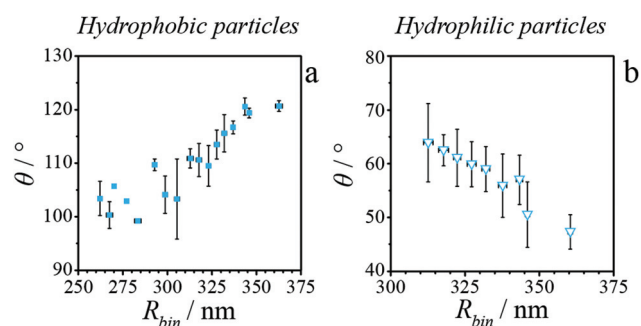 Hydrophobic particles
Hydrophilic particles
a
b
130
120
110
100
90
θ / °
250
275
300
325
350
375
R_bin / nm
80
70
60
50
40
θ / °
300
325
350
375
R_bin / nm